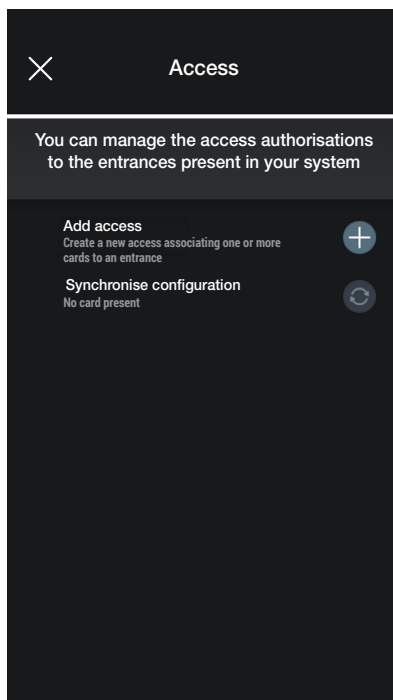 Access
You can manage the access authorisations
to the entrances present in your system
Add access
Create a new access associating one or more
cards to an entrance
Synchronise configuration
No card present